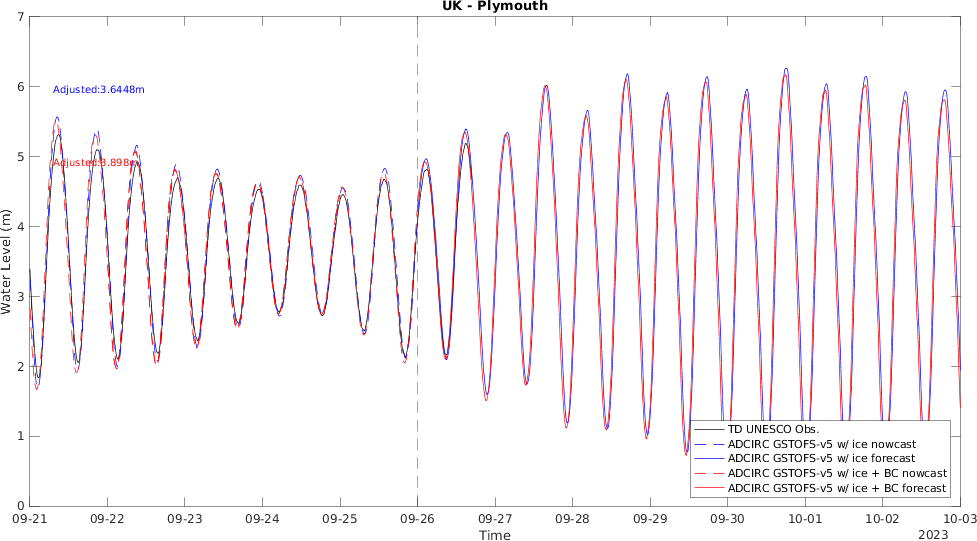 UK - Plymouth
7
6
5
4
3
2
1
0
Water Level (m)
Adjusted:3.6448m
Adjusted:3.898m
TD UNESCO Obs.
ADCIRC GSTOFS-v5 w/ ice nowcast
ADCIRC GSTOFS-v5 w/ ice forecast
ADCIRC GSTOFS-v5 w/ ice + BC nowcast
ADCIRC GSTOFS-v5 w/ ice + BC forecast
09-21 09-22 09-23 09-24 09-25 09-26 09-27 09-28 09-29 09-30 10-01 10-02 10-03
Time
2023